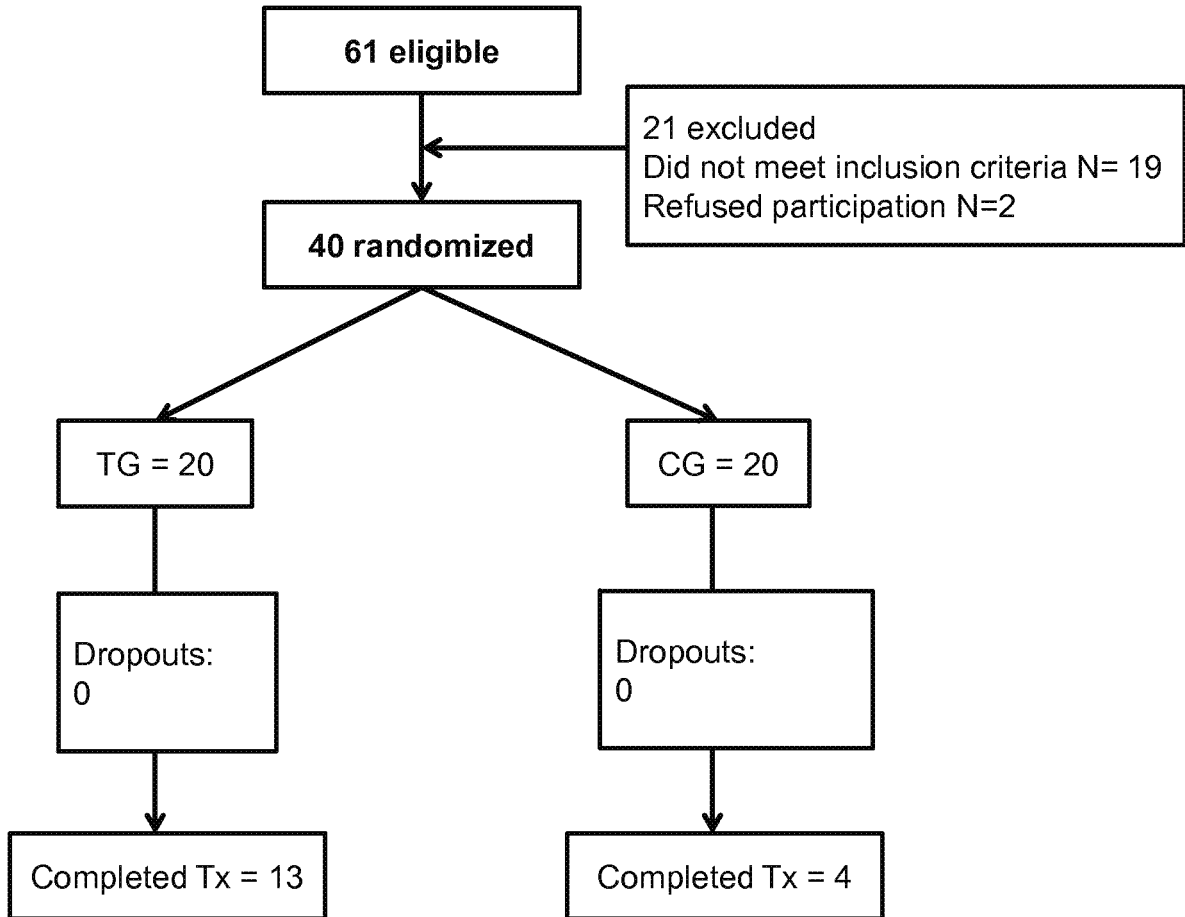 61 eligible
21 excluded
Did not meet inclusion criteria N= 19
Refused participation N=2
40 randomized
TG = 20
CG = 20
Dropouts:
0
Dropouts:
0
Completed Tx = 13
Completed Tx = 4